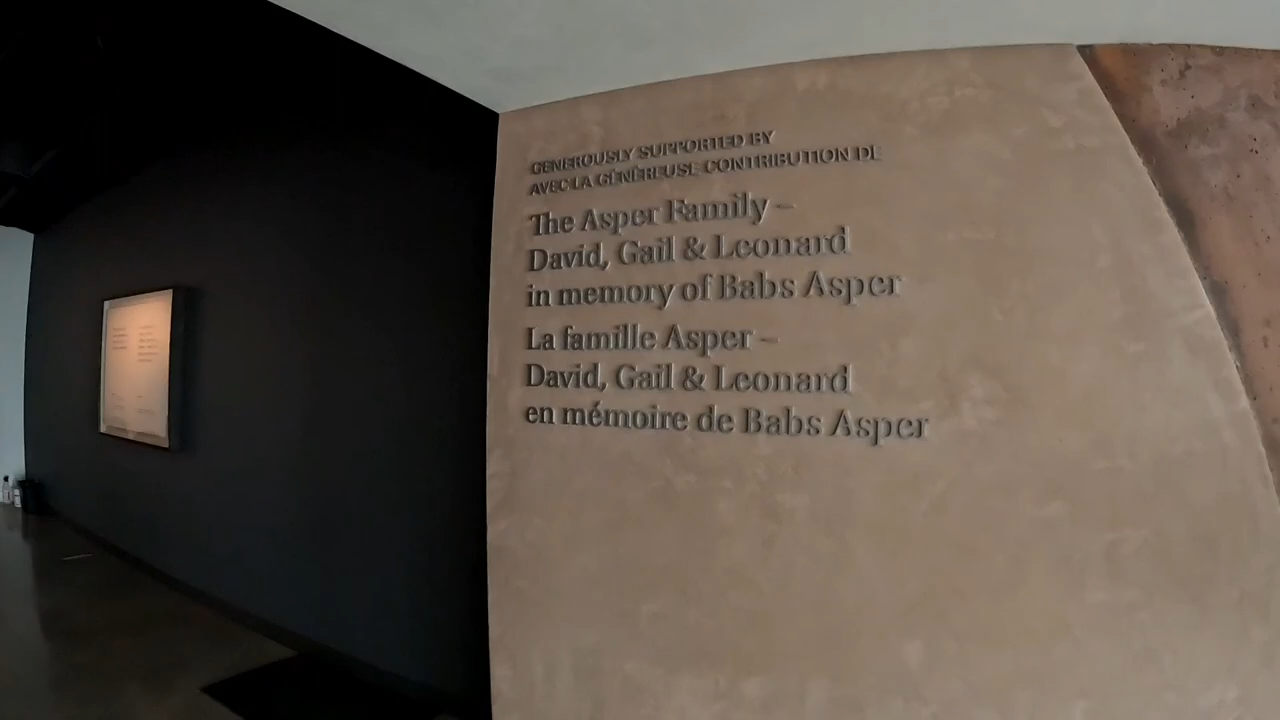 GENEROUSLY SUPPORTED BY
AVEC LA GÉNÉREUSE CONTRIBUTION DE
The Asper Family –
David, Gail & Leonard
in memory of Babs Asper
La famille Asper –
David, Gail & Leonard
en mémoire de Babs Asper